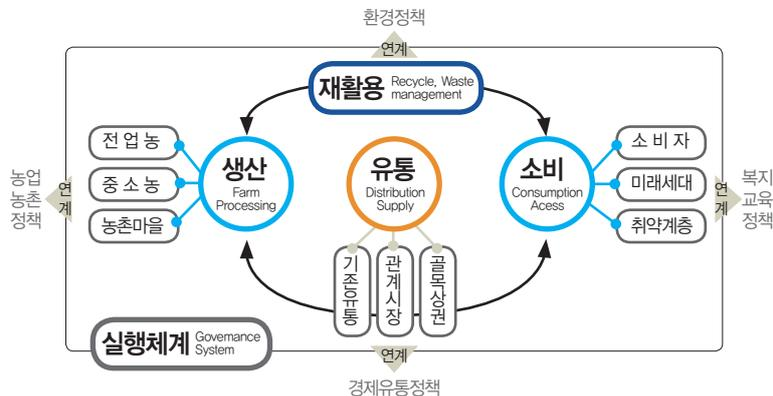 환경정책
연계
재활용 Recycle, Waste
management
전 업 농
중 소 농
농촌마을
생산
Farm
Processing
유통
Distribution
Supply
소비
Consumption
Acess
소 비 자
미래세대
취약계층
농업
농촌
정책
연
계
연
계
복지
교육
정책
기존유통
관계시장
골목상권
실행체계 Governance
System
연계
경제유통정책